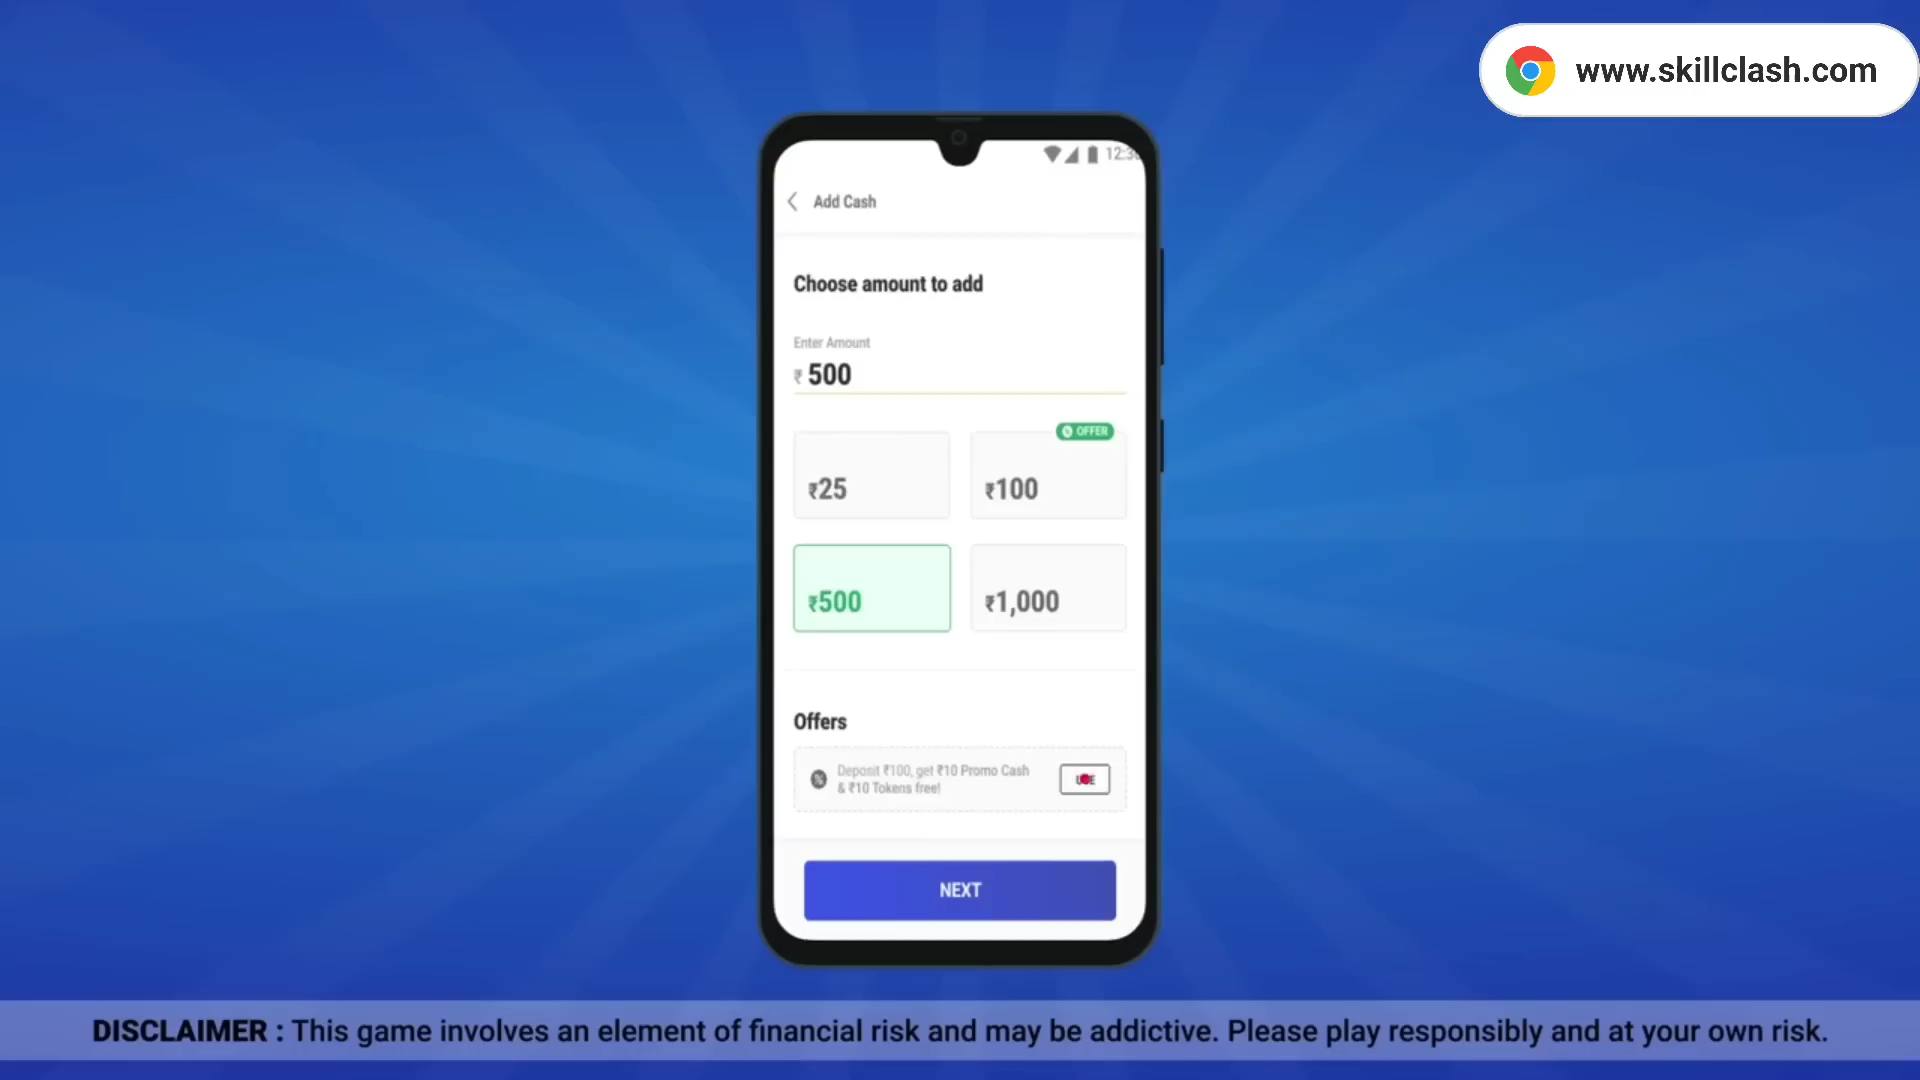 www.skillclash.com
Add Cash
Choose amount to add
Enter Amount
₹ 500
OFFER
₹25
₹100
₹500
₹1,000
Offers
Deposit ₹100, get ₹10 Promo Cash
& ₹10 Tokens free!
NEXT
DISCLAIMER : This game involves an element of financial risk and may be addictive. Please play responsibly and at your own risk.